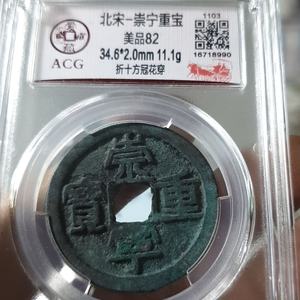 北宋-崇宁重宝
1103
美品82
16718990
34.6*2.0mm 11.1g
ACG
折十方冠花穿
崇
寳 重
寧